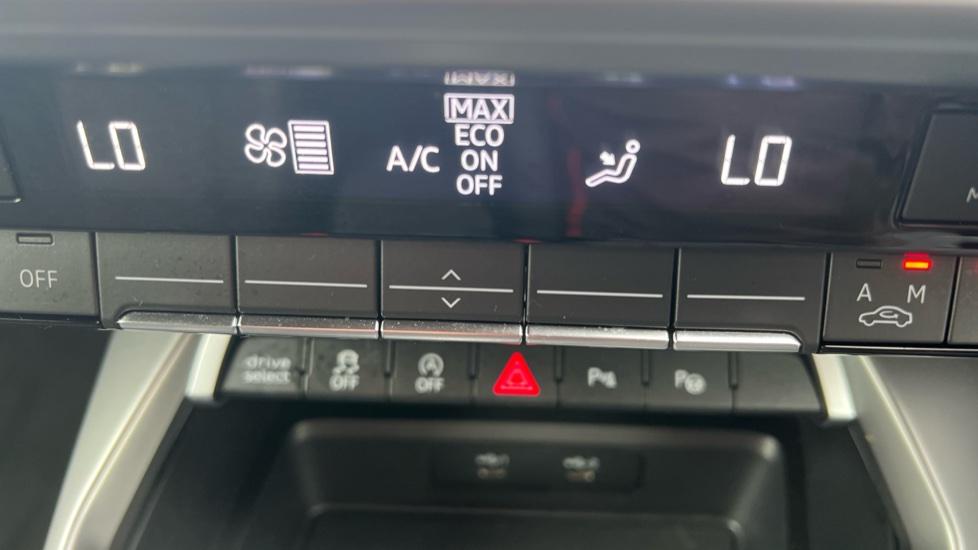 MAX
LO A/C ECO LO
ON
OFF
OFF A M
drive
select OFF OFF P P